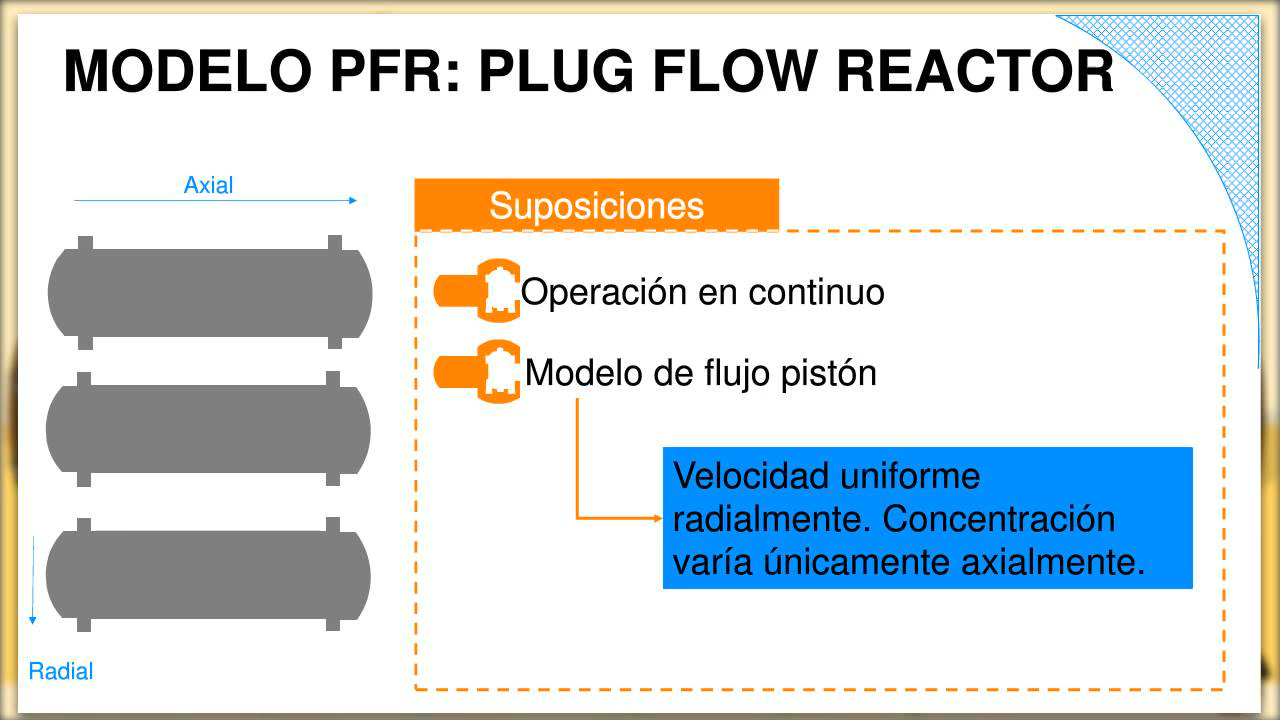 MODELO PFR: PLUG FLOW REACTOR
Axial
Suposiciones
Operación en continuo
Modelo de flujo pistón
Velocidad uniforme
radialmente. Concentración
varía únicamente axialmente.
Radial